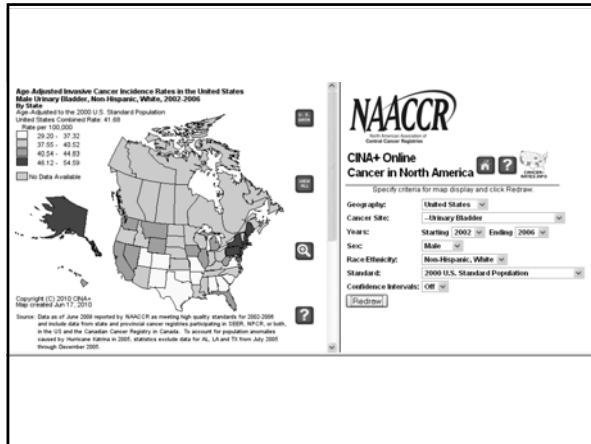 Age-Adjusted Invasive Cancer Incidence Rates in the United States
Male Urinary Bladder, Non-Hispanic, White, 2002-2006
By State
Age-Adjusted to the 2000 U.S. Standard Population
United States Combined Rate: 41.68
Rate per 100,000
29.20 - 37.32
37.55 - 40.52
40.54 - 44.83
46.12 - 54.59
No Data Available
VIEW
ALL
Copyright (C) 2010 CINA+
Map created Jun 17, 2010
Source: Data as of June 2008 reported by NAACCR as meeting high quality standards for 2002-2006
and include data from state and provincial cancer registries participating in SEER, NPCR, or both,
in the US and the Canadian Cancer Registry in Canada. To account for population anomalies
caused by Hurricane Katrina in 2005, statistics exclude data for AL, LA and TX from July 2005
through December 2005.
NAACCR
North American Association of
Central Cancer Registries
CINA+ Online
Cancer in North America
?
CANCER-
RATES.INFO
Specify criteria for map display and click Redraw.
Geography: United States
Cancer Site: --Urinary Bladder
Years: Starting 2002 Ending 2006
Sex: Male
Race Ethnicity: Non-Hispanic, White
Standard: 2000 U.S. Standard Population
Confidence Intervals: Off
Redraw
?